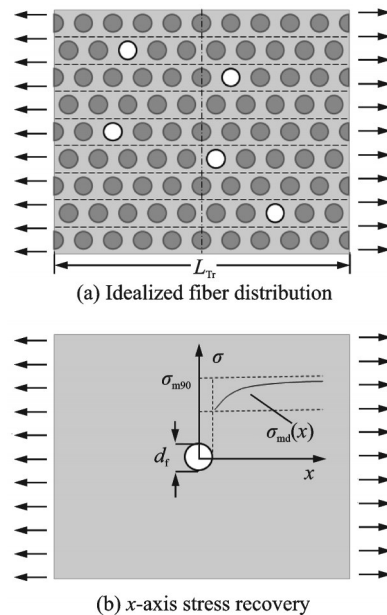 L_Tr
(a) Idealized fiber distribution
σ
σ_m90
σ_md(x)
d_f
x
(b) x-axis stress recovery